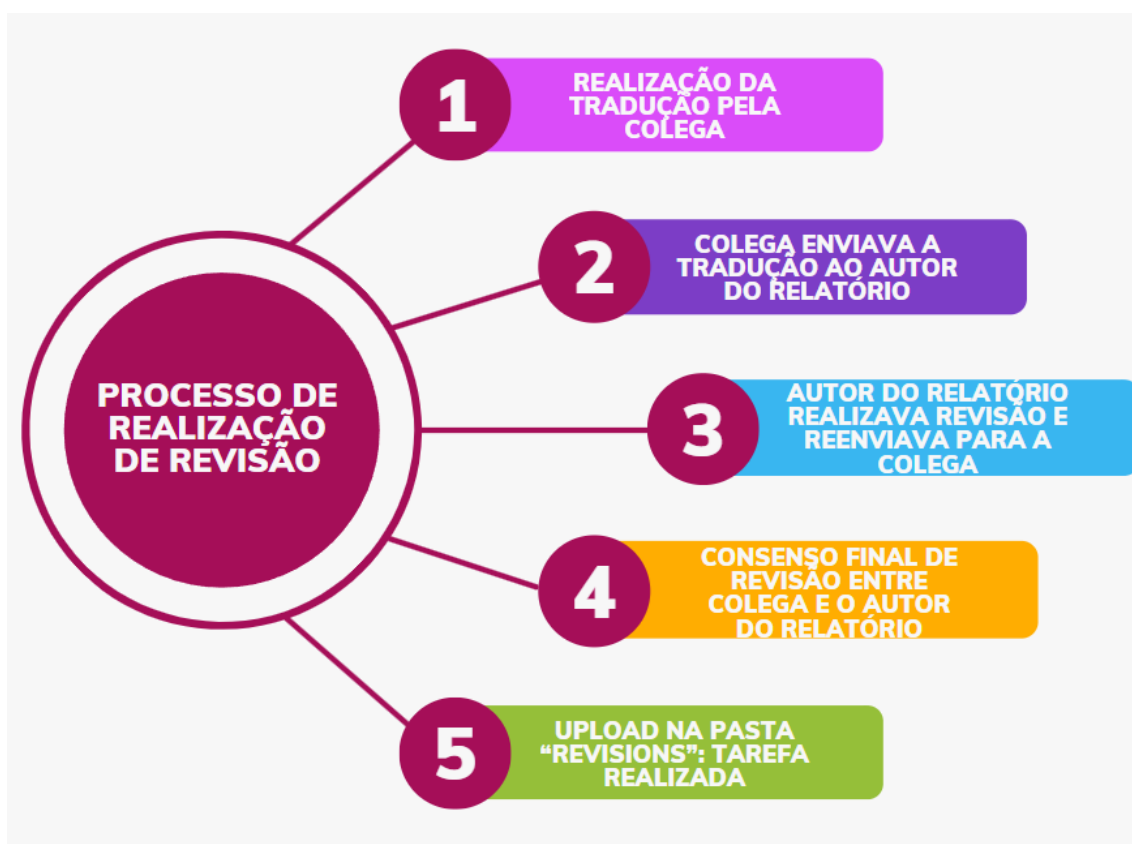 1
REALIZAÇÃO DA
TRADUÇÃO PELA
COLEGA
2
COLEGA ENVIAVA A
TRADUÇÃO AO AUTOR
DO RELATÓRIO
PROCESSO DE
REALIZAÇÃO
DE REVISÃO
3
AUTOR DO RELATÓRIO
REALIZAVA REVISÃO E
REENVIAVA PARA A
COLEGA
4
CONSENSO FINAL DE
REVISÃO ENTRE
COLEGA E O AUTOR
DO RELATÓRIO
5
UPLOAD NA PASTA
“REVISIONS”: TAREFA
REALIZADA